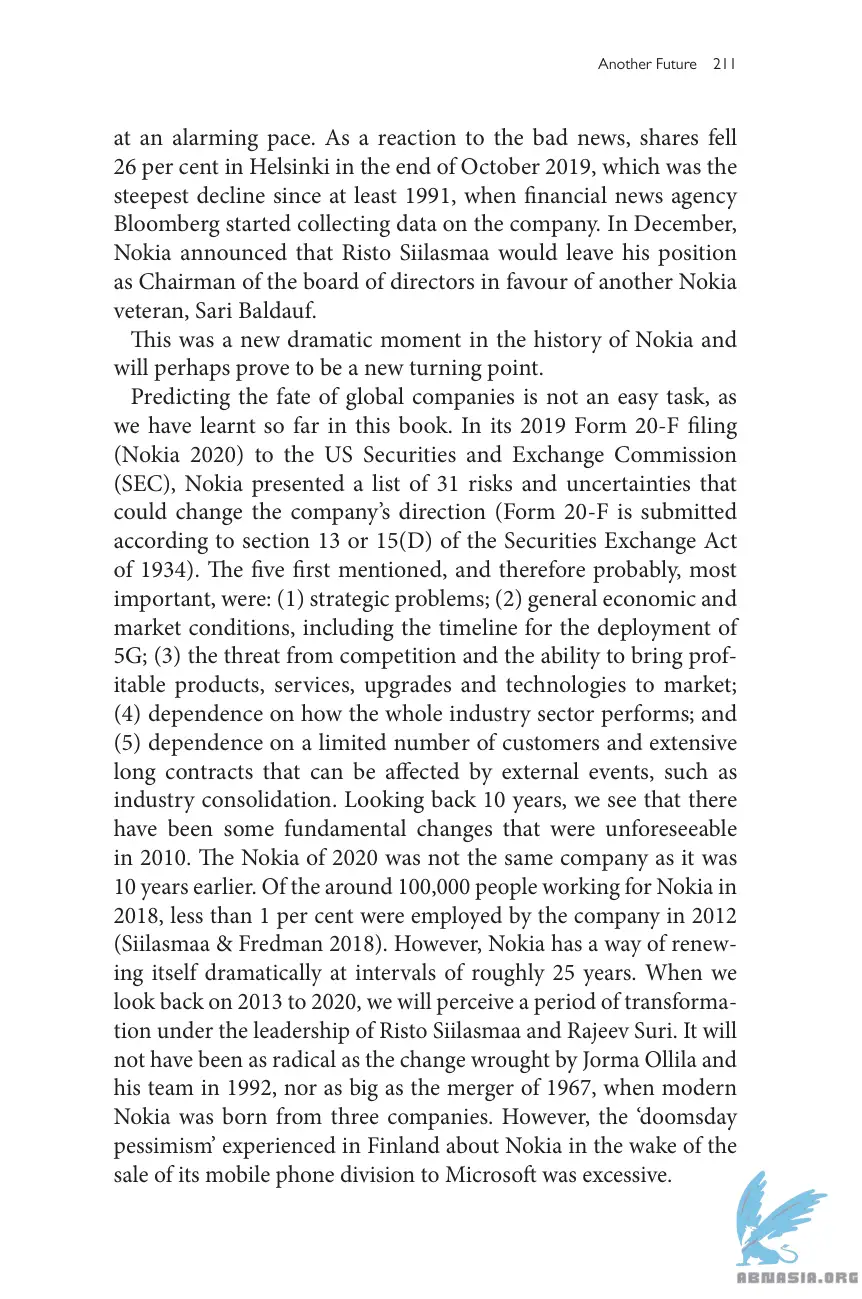 Another Future 211
at an alarming pace. As a reaction to the bad news, shares fell
26 per cent in Helsinki in the end of October 2019, which was the
steepest decline since at least 1991, when financial news agency
Bloomberg started collecting data on the company. In December,
Nokia announced that Risto Siilasmaa would leave his position
as Chairman of the board of directors in favour of another Nokia
veteran, Sari Baldauf.
This was a new dramatic moment in the history of Nokia and
will perhaps prove to be a new turning point.
Predicting the fate of global companies is not an easy task, as
we have learnt so far in this book. In its 2019 Form 20-F filing
(Nokia 2020) to the US Securities and Exchange Commission
(SEC), Nokia presented a list of 31 risks and uncertainties that
could change the company’s direction (Form 20-F is submitted
according to section 13 or 15(D) of the Securities Exchange Act
of 1934). The five first mentioned, and therefore probably, most
important, were: (1) strategic problems; (2) general economic and
market conditions, including the timeline for the deployment of
5G; (3) the threat from competition and the ability to bring prof-
itable products, services, upgrades and technologies to market;
(4) dependence on how the whole industry sector performs; and
(5) dependence on a limited number of customers and extensive
long contracts that can be affected by external events, such as
industry consolidation. Looking back 10 years, we see that there
have been some fundamental changes that were unforeseeable
in 2010. The Nokia of 2020 was not the same company as it was
10 years earlier. Of the around 100,000 people working for Nokia in
2018, less than 1 per cent were employed by the company in 2012
(Siilasmaa & Fredman 2018). However, Nokia has a way of renew-
ing itself dramatically at intervals of roughly 25 years. When we
look back on 2013 to 2020, we will perceive a period of transforma-
tion under the leadership of Risto Siilasmaa and Rajeev Suri. It will
not have been as radical as the change wrought by Jorma Ollila and
his team in 1992, nor as big as the merger of 1967, when modern
Nokia was born from three companies. However, the ‘doomsday
pessimism’ experienced in Finland about Nokia in the wake of the
sale of its mobile phone division to Microsoft was excessive.
ABNASIA.ORG